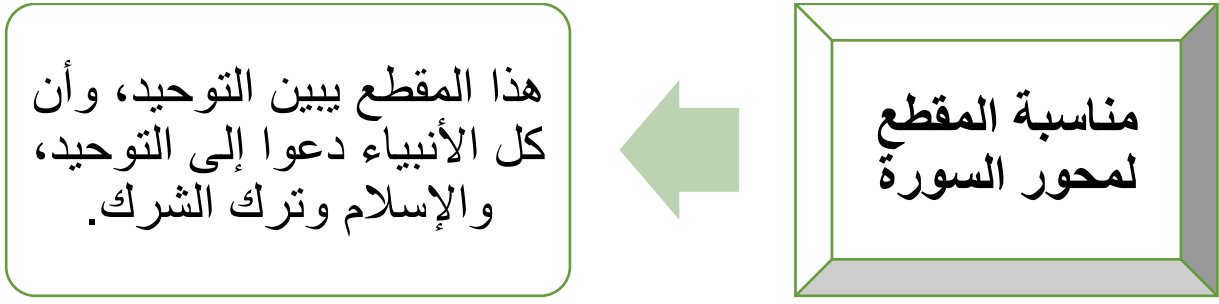 مناسبة المقطع
لمحور السورة
هذا المقطع يبين التوحيد، وأن
كل الأنبياء دعوا إلى التوحيد،
والإسلام وترك الشرك.